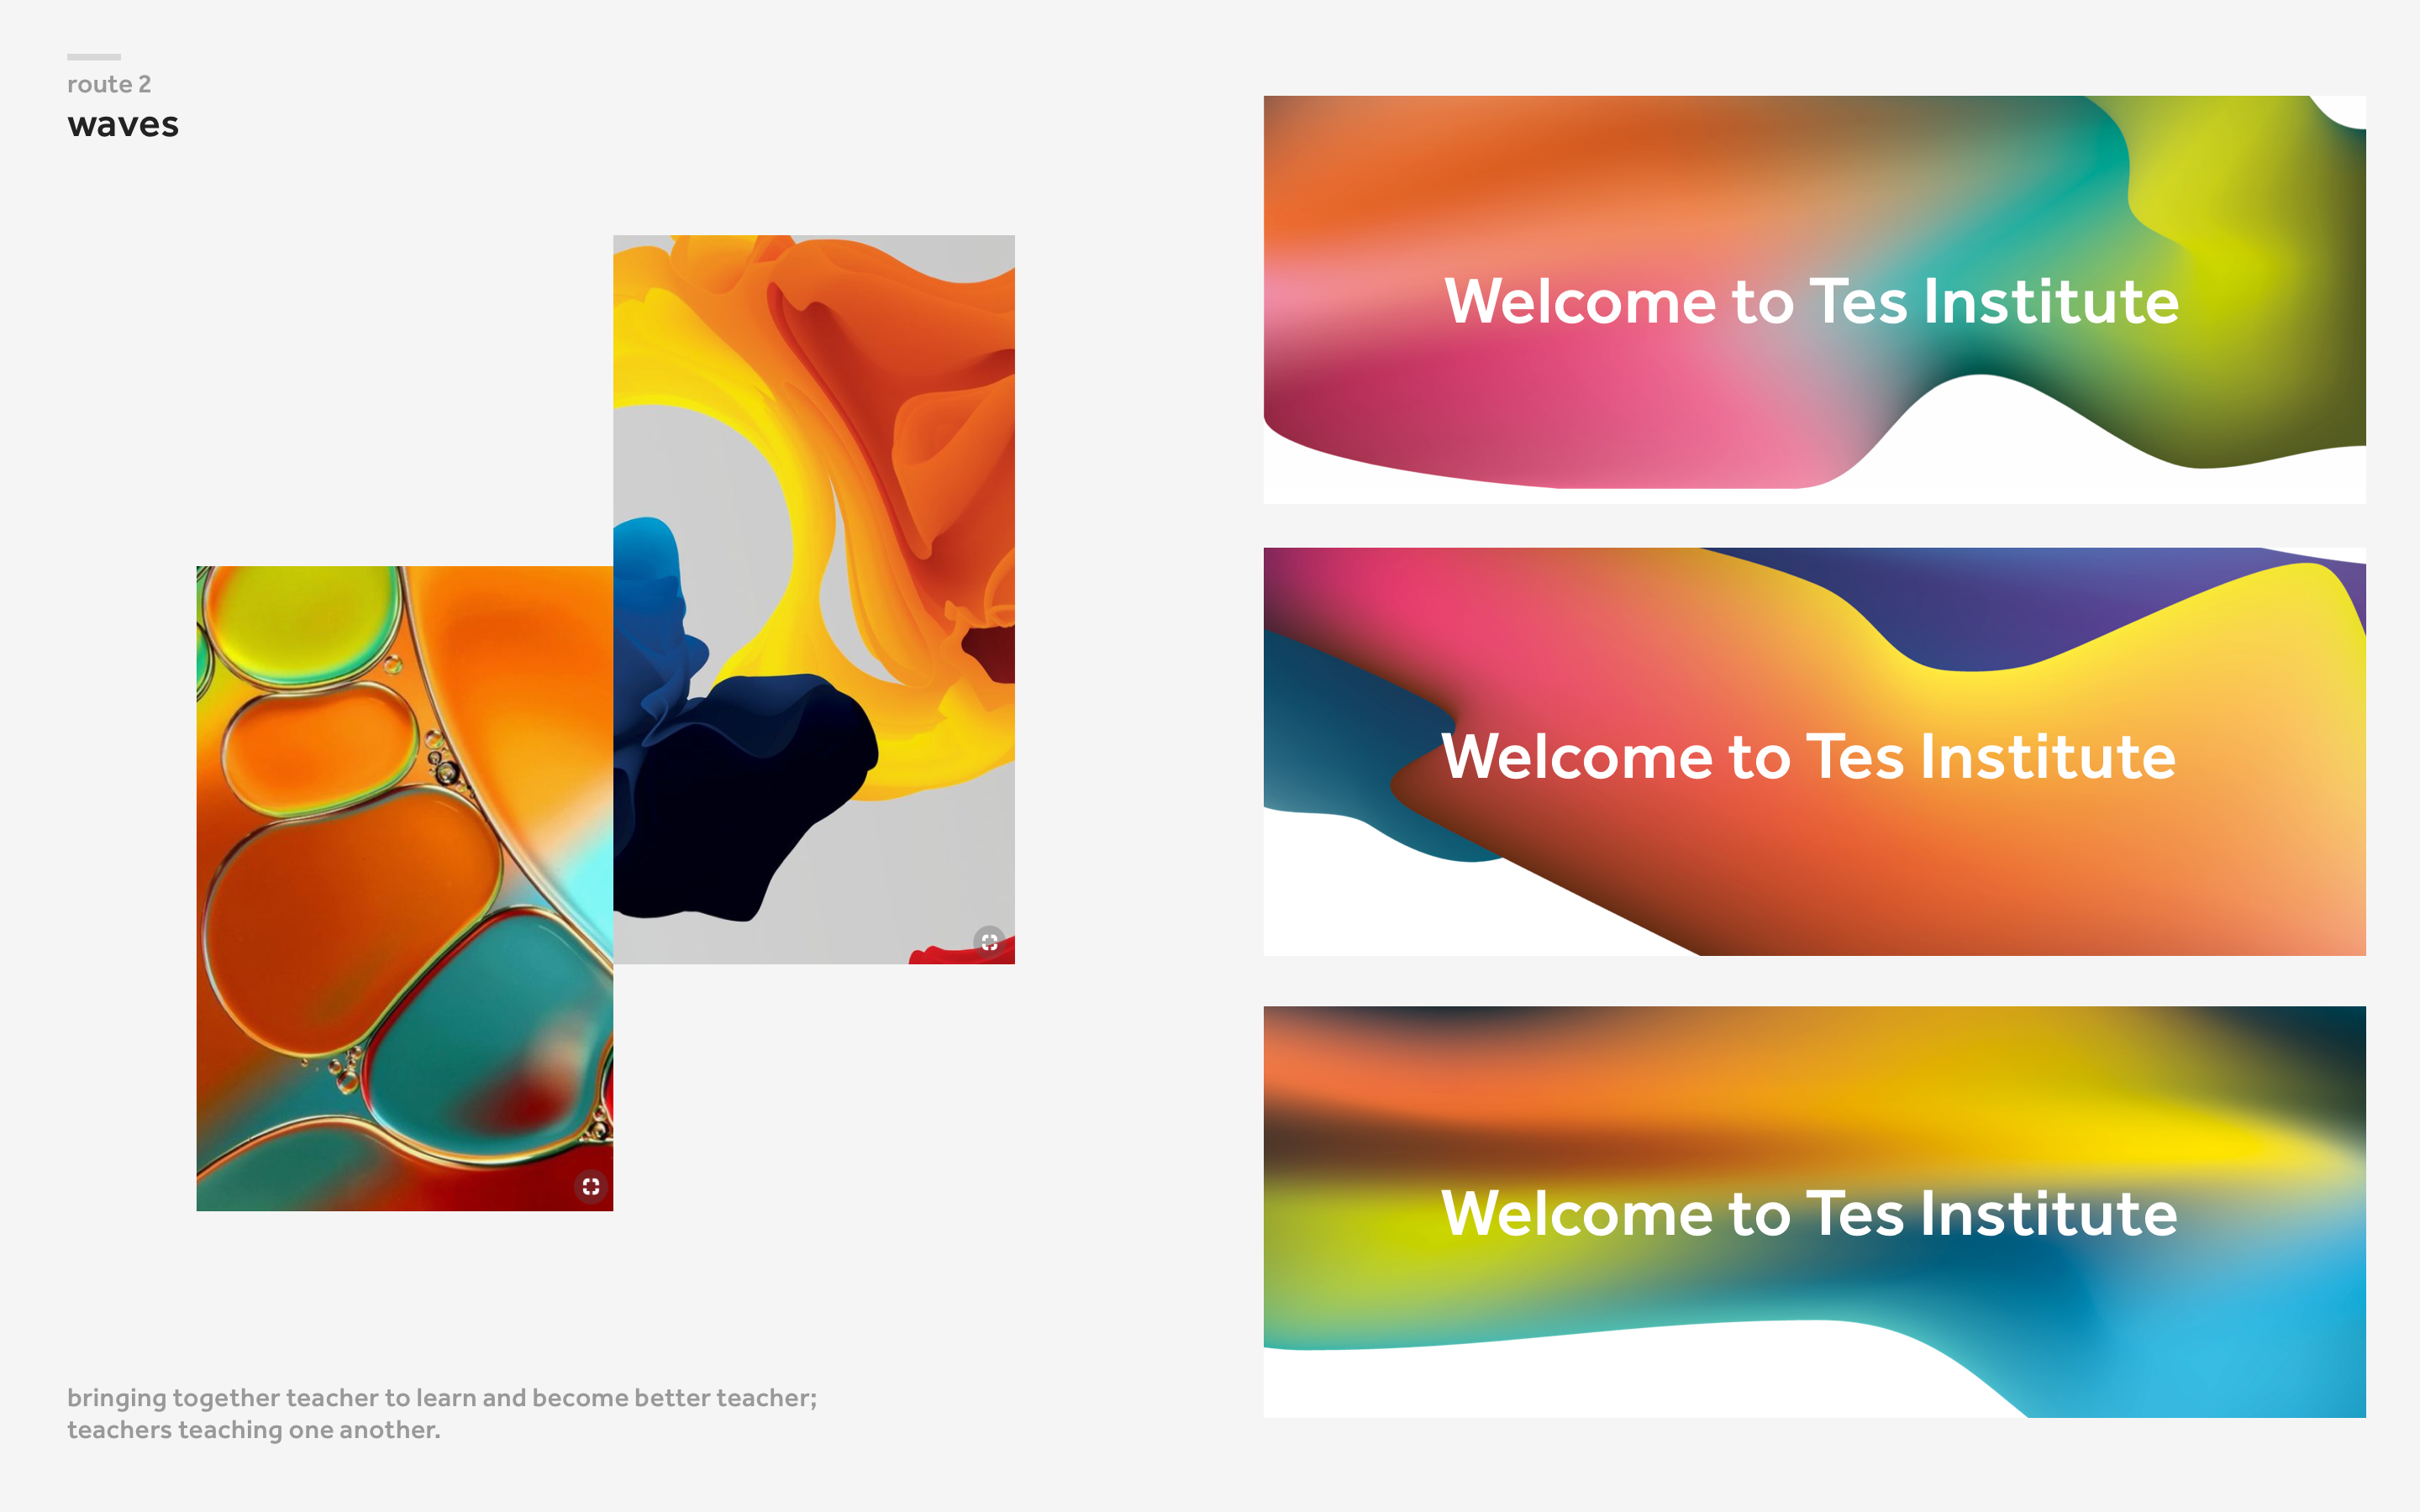 route 2
waves
bringing together teacher to learn and become better teacher;
teachers teaching one another.
Welcome to Tes Institute
Welcome to Tes Institute
Welcome to Tes Institute